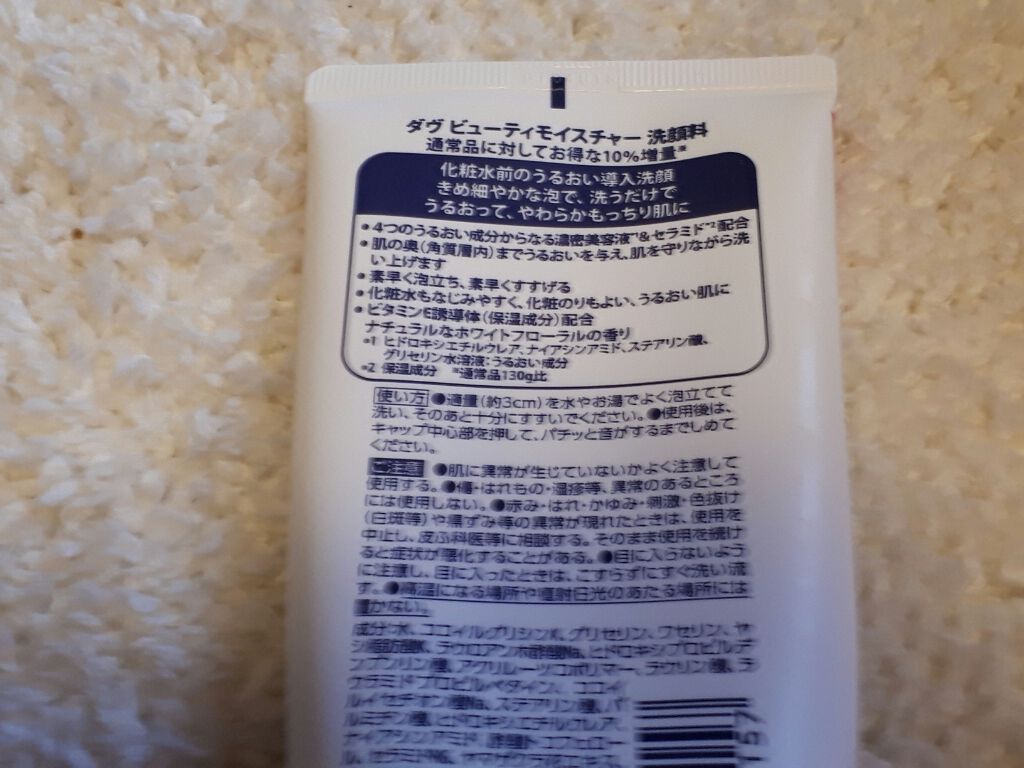 ダヴ ビューティモイスチャー 洗顔料
通常品に対してお得な10%増量※
化粧水前のうるおい導入洗顔
きめ細やかな泡で、洗うだけで
うるおって、やわらかもっちり肌に
●4つのうるおい成分からなる濃密美容液*1&セラミド*2配合
●肌の奥(角質層内)までうるおいを与え、肌を守りながら洗
い上げます
●素早く泡立ち、素早くすすげる
●化粧水もなじみやすく、化粧のりもよい、うるおい肌に
●ビタミンE誘導体(保湿成分)配合
ナチュラルなホワイトフローラルの香り
*1 ヒドロキシエチルウレア、ナイアシンアミド、ステアリン酸、
グリセリン水溶液:うるおい成分
*2 保湿成分 ※通常品130g比
使い方 ●適量(約3cm)を水やお湯でよく泡立てて
洗い、そのあと十分にすすいでください。●使用後は、
キャップ中心部を押して、パチッと音がするまでしめて
ください。
ご注意 ●肌に異常が生じていないかよく注意して
使用する。●傷・はれもの・湿疹等、異常のあるところ
には使用しない。●赤み・はれ・かゆみ・刺激・色抜け
(白斑等)や黒ずみ等の異常が現れたときは、使用を
中止し、皮ふ科医等に相談する。そのまま使用を続け
ると症状が悪化することがある。●目に入らないよう
に注意し、目に入ったときは、こすらずにすぐ洗い流
す。●高温になる場所や直射日光のあたる場所には
置かない。
成分:水、ココイルグリシンK、グリセリン、ワセリン、ヤ
シ脂肪酸K、ラウロアンホ酢酸Na、ヒドロキシプロピルデ
ンプンリン酸、アクリレーツコポリマー、ラウリン酸、ラ
ウラミドプロピルベタイン、ココイ
ルイセチオン酸Na、ステアリン酸、パ
ルミチン酸、ヒドロキシエチルウレア、
ナイアシンアミド、酢酸トコフェロー
ル、セラミドNG、